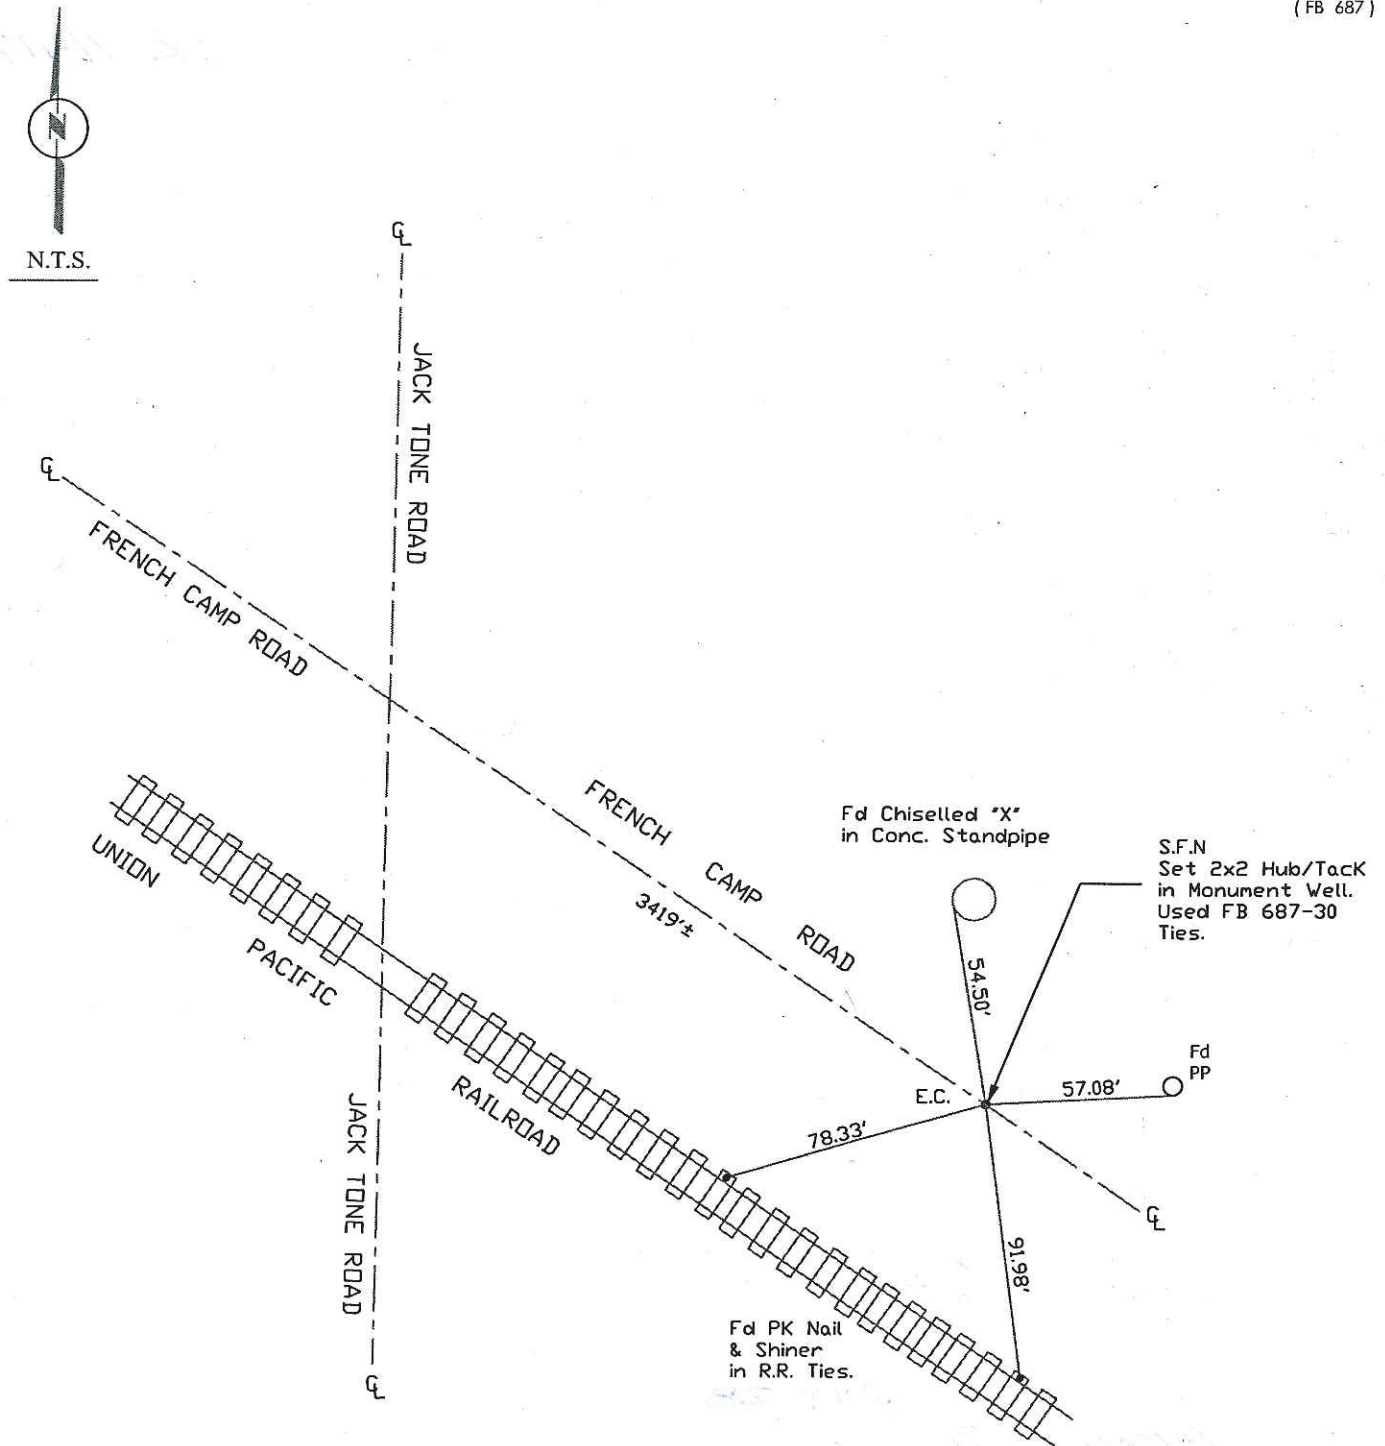 ( FB 687 )
N
N.T.S.
℄
JACK TONE ROAD
℄
FRENCH CAMP ROAD
FRENCH CAMP ROAD
3419'±
UNION PACIFIC RAILROAD
Fd Chiselled "X"
in Conc. Standpipe
S.F.N
Set 2x2 Hub/TacK
in Monument Well.
Used FB 687-30
Ties.
54.50'
Fd
PP
57.08'
E.C.
78.33'
℄
91.98'
JACK TONE ROAD
℄
Fd PK Nail
& Shiner
in R.R. Ties.